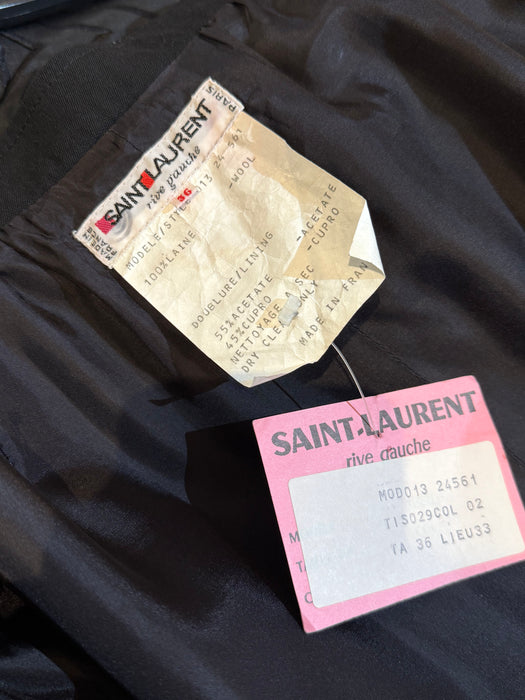 SAINT LAURENT
rive gauche
PARIS
36
MODELE/STYLE 013 24 561
100%LAINE -WOOL
DOUBLURE/LINING
55%ACETATE -ACETATE
45%CUPRO -CUPRO
NETTOYAGE A SEC
DRY CLEAN ONLY
MADE IN FRAN
SAINT-LAURENT
rive gauche
MOD013 24561
TIS029COL 02
TA 36 LIEU33
M
T
C